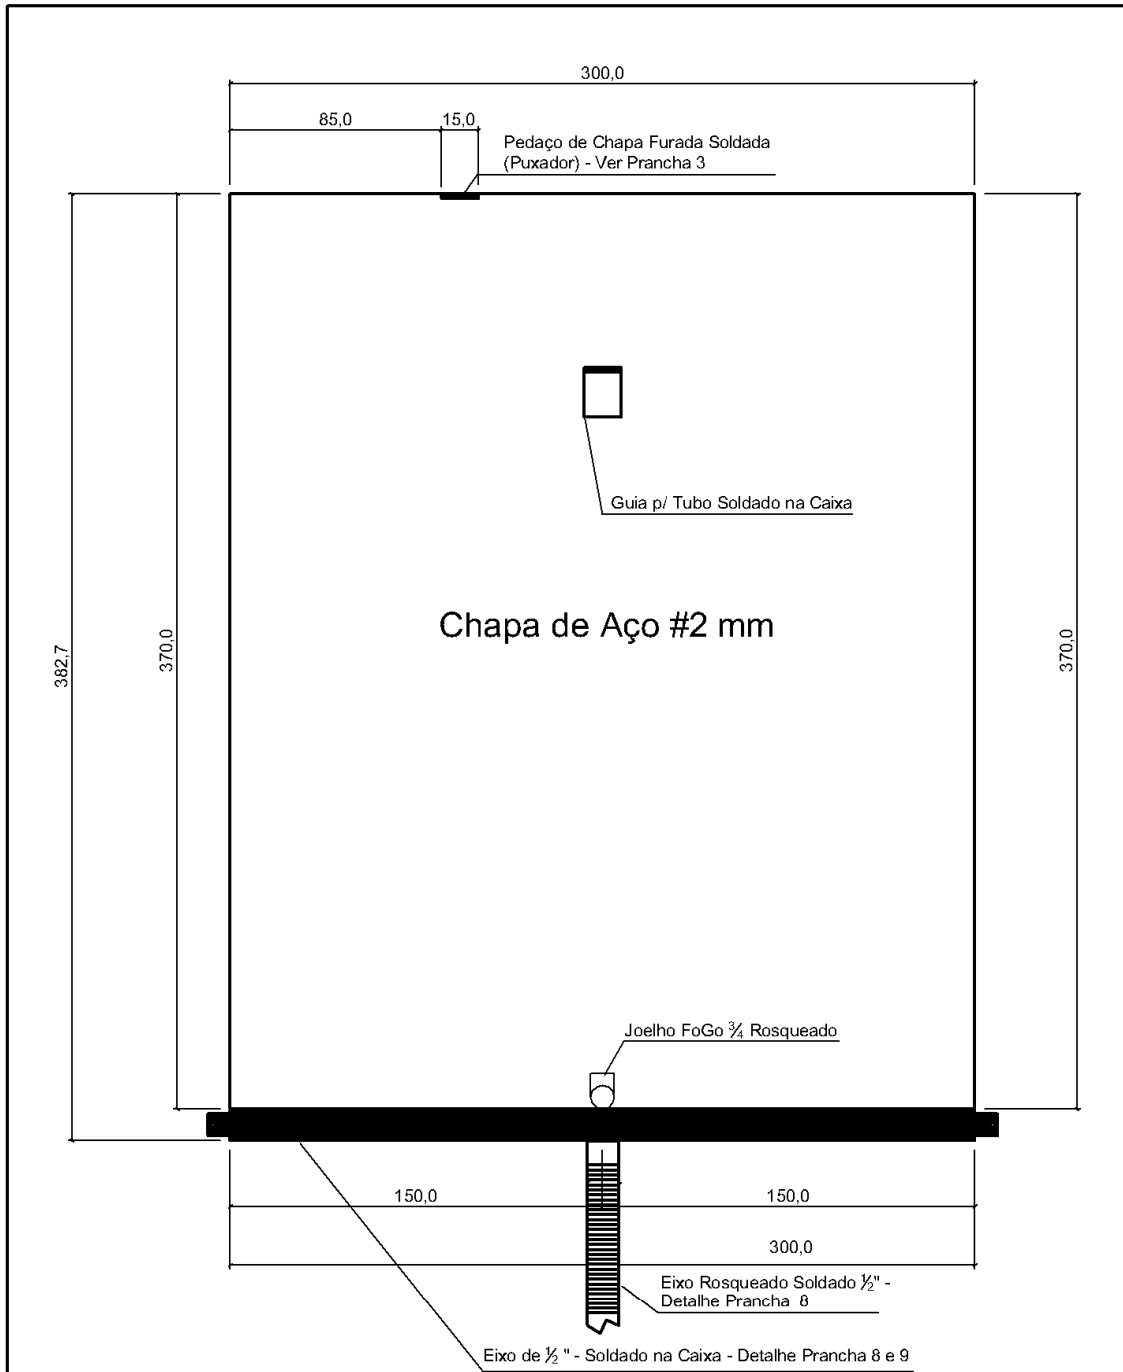 300,0
85,0
15,0
Pedaço de Chapa Furada Soldada
(Puxador) - Ver Prancha 3
Guia p/ Tubo Soldado na Caixa
Chapa de Aço #2 mm
382,7
370,0
370,0
Joelho FoGo ¾ Rosqueado
150,0
150,0
300,0
Eixo Rosqueado Soldado ½" -
Detalhe Prancha 8
Eixo de ½ " - Soldado na Caixa - Detalhe Prancha 8 e 9